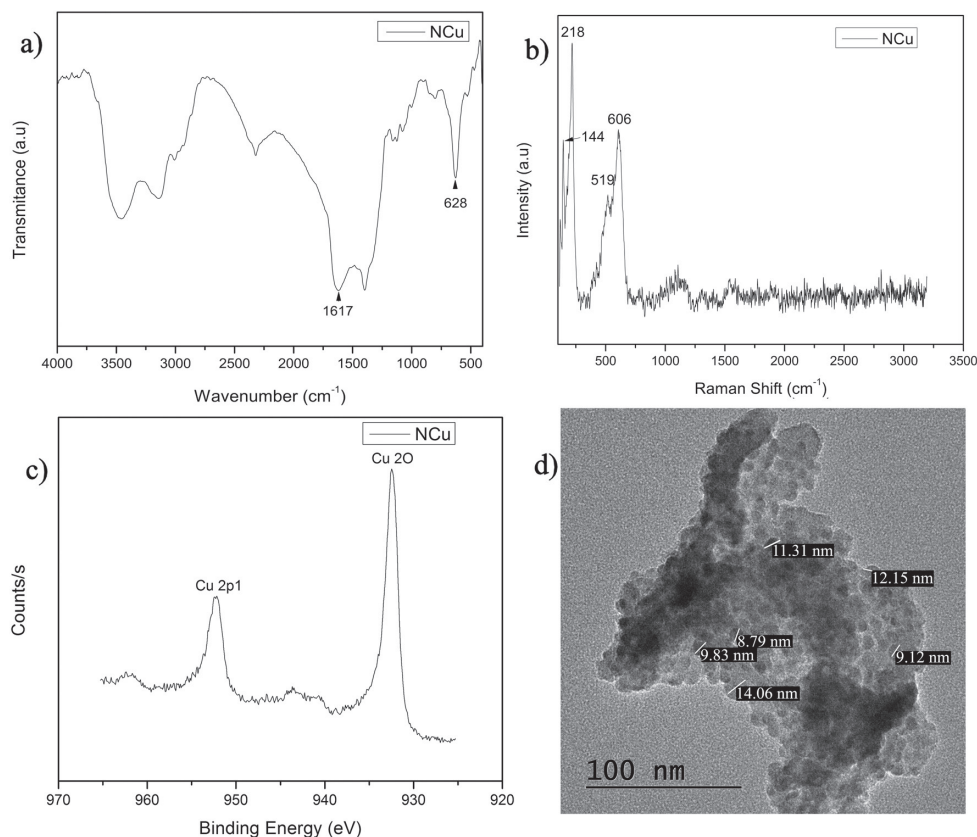 a)
NCu
Transmitance (a.u)
628
1617
4000 3500 3000 2500 2000 1500 1000 500
Wavenumber (cm⁻¹)
b)
NCu
218
144
606
519
Intensity (a.u)
500 1000 1500 2000 2500 3000 3500
Raman Shift (cm⁻¹)
c)
NCu
Cu 2O
Cu 2p1
Counts/s
970 960 950 940 930 920
Binding Energy (eV)
d)
11.31 nm
12.15 nm
8.79 nm
9.83 nm
9.12 nm
14.06 nm
100 nm